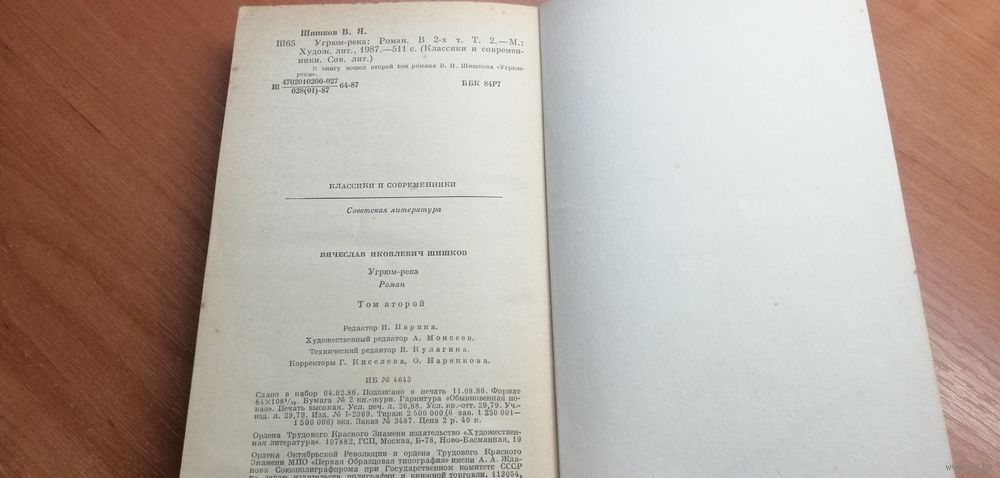 Шишков В. Я.
Ш65 Угрюм-река: Роман. В 2-х т. Т. 2.—М.:
Худож. лит., 1987.—511 с. (Классики и современ-
ники. Сов. лит.)
В книгу вошел второй том романа В. Я. Шишкова «Угрюм-
река».
Ш 4702010200-027 64-87 ББК 84Р7
028(01)-87
КЛАССИКИ И СОВРЕМЕННИКИ
Советская литература
ВЯЧЕСЛАВ ЯКОВЛЕВИЧ ШИШКОВ
Угрюм-река
Роман
Том второй
Редактор И. Парина.
Художественный редактор А. Моисеев.
Технический редактор В. Кулагина.
Корректоры Г. Киселева, О. Наренкова.
ИБ № 4643
Сдано в набор 04.02.86. Подписано в печать 11.08.86. Формат
84×108¹/₃₂. Бумага № 2 кн.-журн. Гарнитура «Обыкновенная но-
вая». Печать высокая. Усл. печ. л. 26,88. Усл. кр.-отт. 29,79. Уч.-
изд. л. 29,79. Изд. № I-2369. Тираж 2 500 000 (6 зав. 1 250 001—
1 500 000) экз. Заказ № 3487. Цена 2 р. 40 к.
Ордена Трудового Красного Знамени издательство «Художествен-
ная литература». 107882, ГСП, Москва, Б-78, Ново-Басманная, 19
Ордена Октябрьской Революции и ордена Трудового Красного
Знамени МПО «Первая Образцовая типография» имени А. А. Жда-
нова Союзполиграфпрома при Государственном комитете СССР
по делам издательств, полиграфии и книжной торговли. 113054,